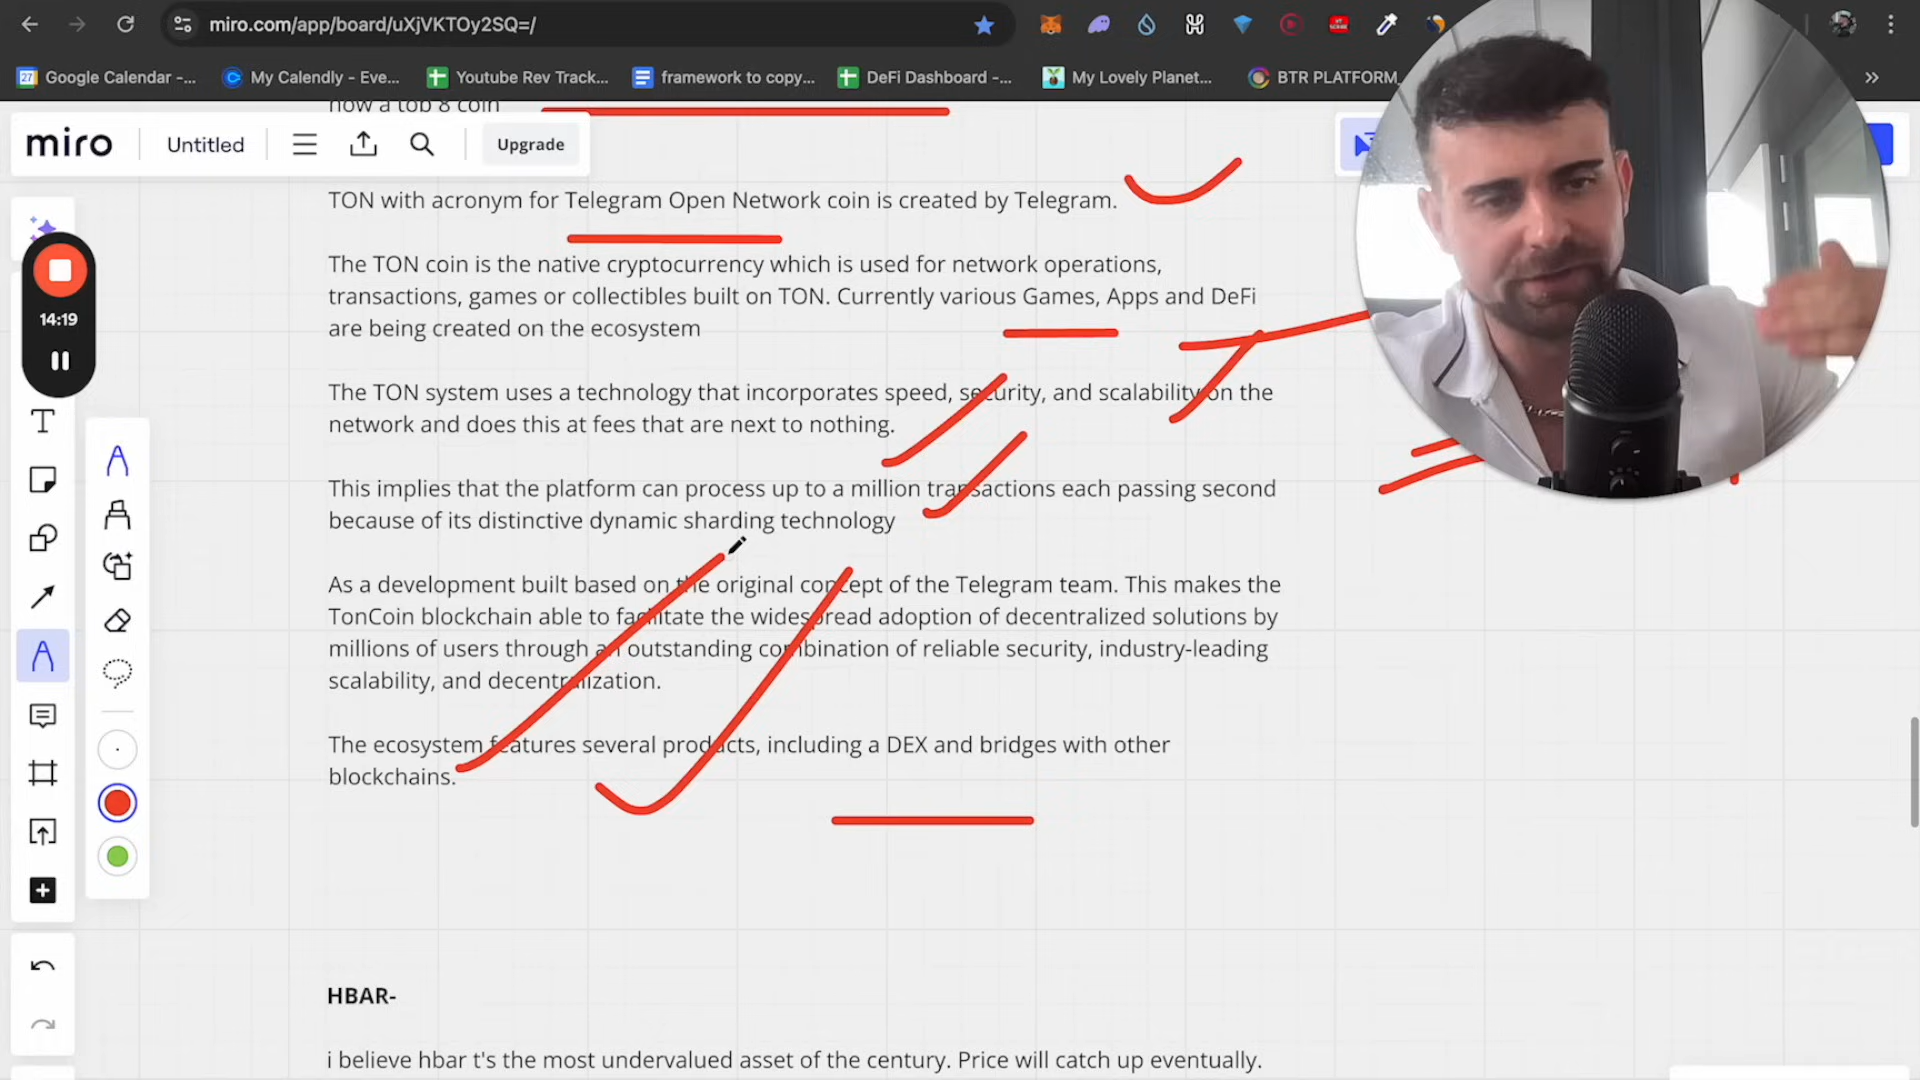 miro.com/app/board/uXjVKTOy2SQ=/
27 Google Calendar -... My Calendly - Eve... Youtube Rev Track... framework to copy... DeFi Dashboard -... My Lovely Planet... BTR PLATFORM
now a top 8 coin
miro Untitled Upgrade
TON with acronym for Telegram Open Network coin is created by Telegram.
The TON coin is the native cryptocurrency which is used for network operations,
transactions, games or collectibles built on TON. Currently various Games, Apps and DeFi
are being created on the ecosystem
14:19
The TON system uses a technology that incorporates speed, security, and scalability on the
network and does this at fees that are next to nothing.
This implies that the platform can process up to a million transactions each passing second
because of its distinctive dynamic sharding technology
As a development built based on the original concept of the Telegram team. This makes the
TonCoin blockchain able to facilitate the widespread adoption of decentralized solutions by
millions of users through an outstanding combination of reliable security, industry-leading
scalability, and decentralization.
The ecosystem features several products, including a DEX and bridges with other
blockchains.
HBAR-
i believe hbar t's the most undervalued asset of the century. Price will catch up eventually.